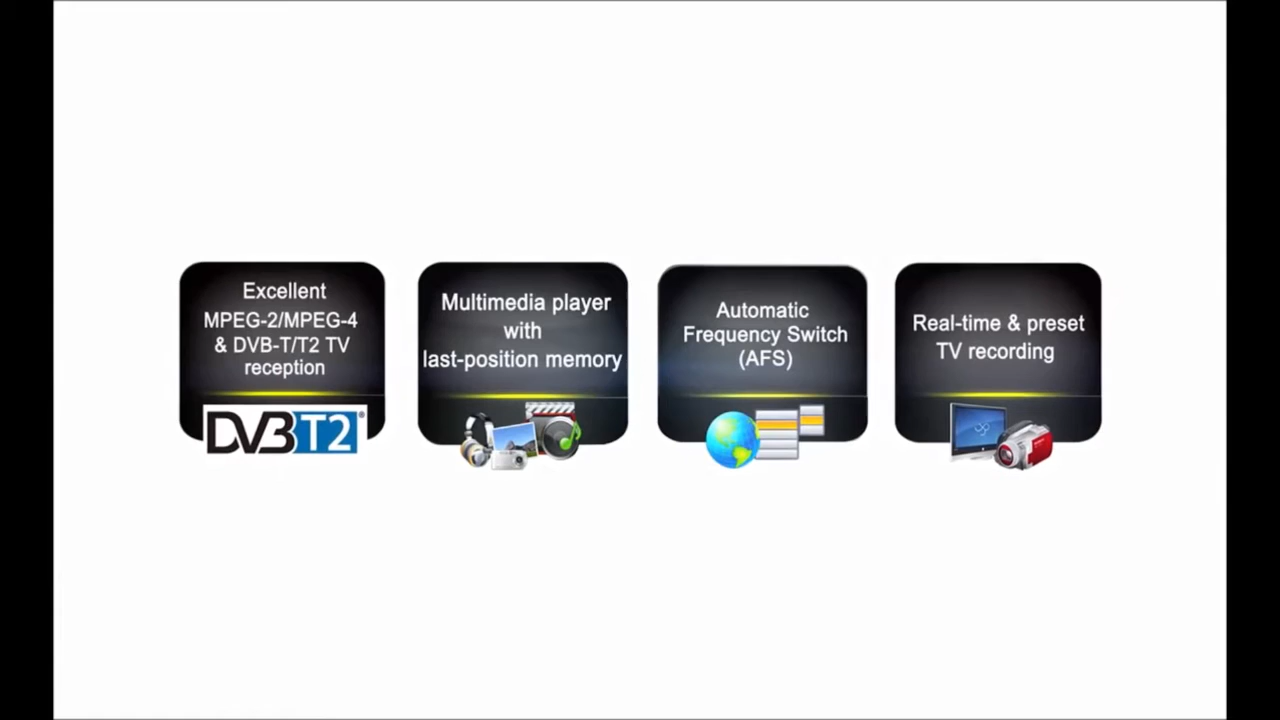 Excellent
MPEG-2/MPEG-4
& DVB-T/T2 TV
reception
DVB T2®
Multimedia player
with
last-position memory
Automatic
Frequency Switch
(AFS)
Real-time & preset
TV recording